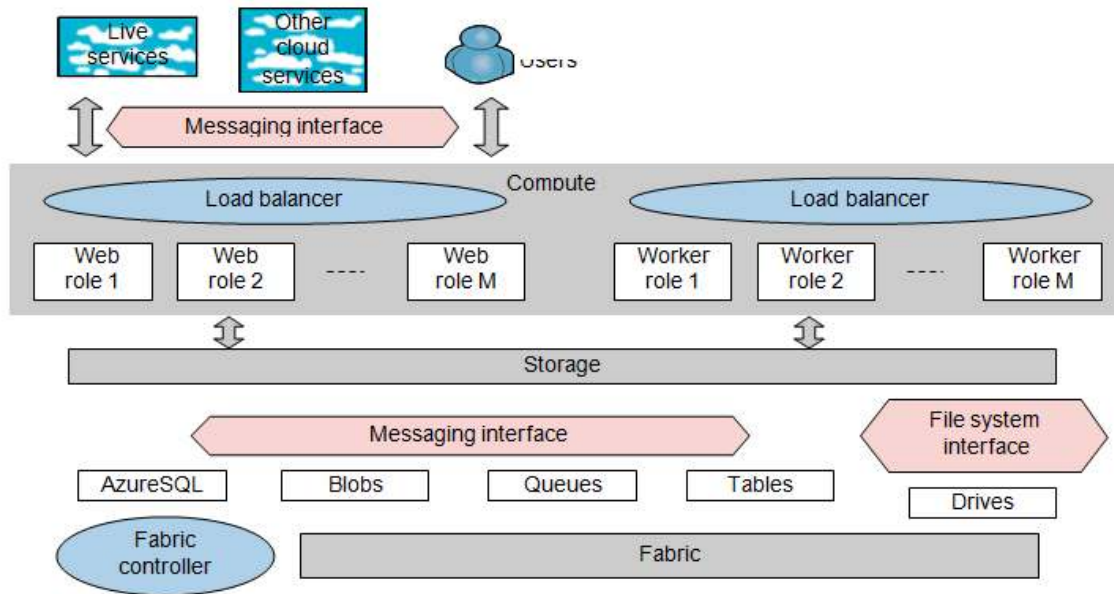 Live
services
Other
cloud
services
Users
Messaging interface
Compute
Load balancer
Load balancer
Web
role 1
Web
role 2
----
Web
role M
Worker
role 1
Worker
role 2
----
Worker
role M
Storage
Messaging interface
File system
interface
AzureSQL
Blobs
Queues
Tables
Drives
Fabric
controller
Fabric